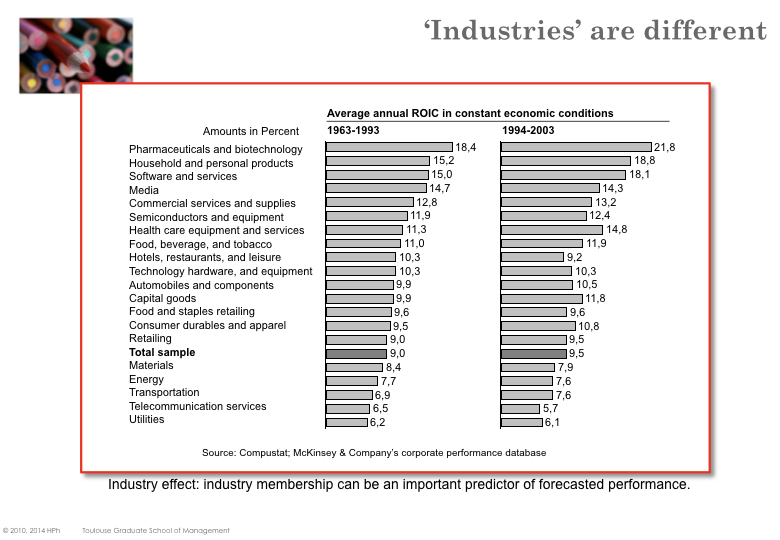 ‘Industries’ are different
Average annual ROIC in constant economic conditions
Amounts in Percent 1963-1993 1994-2003
Pharmaceuticals and biotechnology 18,4 21,8
Household and personal products 15,2 18,8
Software and services 15,0 18,1
Media 14,7 14,3
Commercial services and supplies 12,8 13,2
Semiconductors and equipment 11,9 12,4
Health care equipment and services 11,3 14,8
Food, beverage, and tobacco 11,0 11,9
Hotels, restaurants, and leisure 10,3 9,2
Technology hardware, and equipment 10,3 10,3
Automobiles and components 9,9 10,5
Capital goods 9,9 11,8
Food and staples retailing 9,6 9,6
Consumer durables and apparel 9,5 10,8
Retailing 9,0 9,5
Total sample 9,0 9,5
Materials 8,4 7,9
Energy 7,7 7,6
Transportation 6,9 7,6
Telecommunication services 6,5 5,7
Utilities 6,2 6,1
Source: Compustat; McKinsey & Company’s corporate performance database
Industry effect: industry membership can be an important predictor of forecasted performance.
© 2010, 2014 HPh Toulouse Graduate School of Management